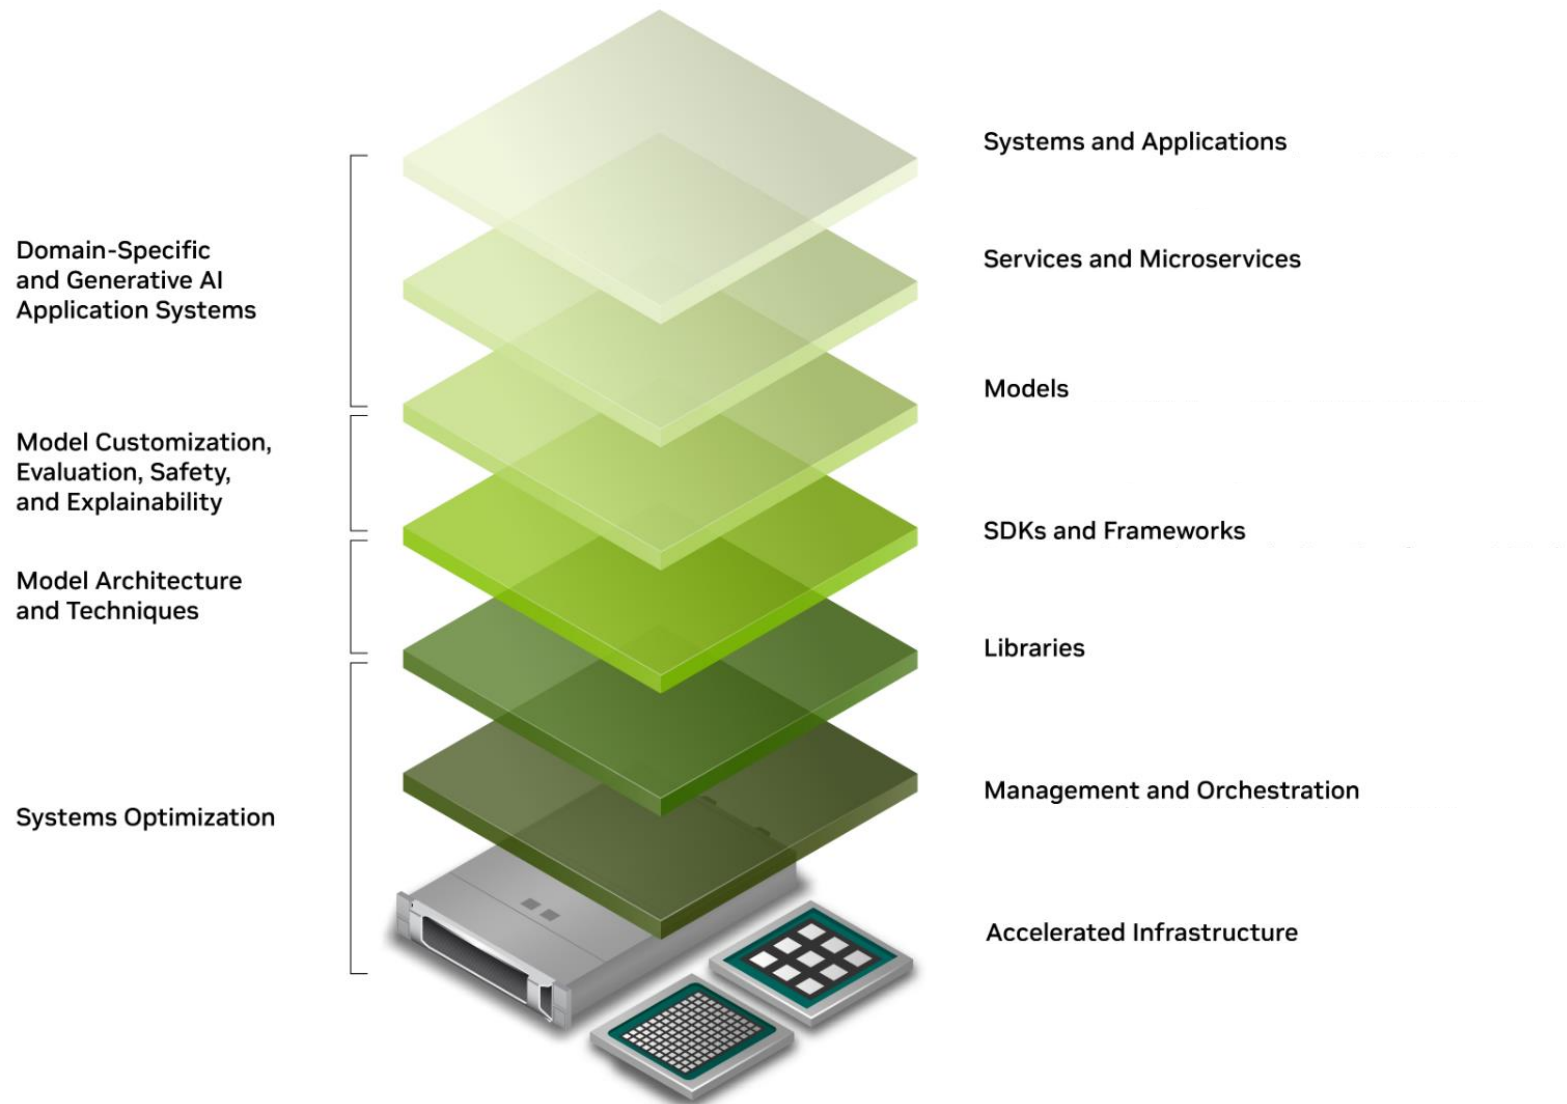 Domain-Specific
and Generative AI
Application Systems
Model Customization,
Evaluation, Safety,
and Explainability
Model Architecture
and Techniques
Systems Optimization
Systems and Applications
Services and Microservices
Models
SDKs and Frameworks
Libraries
Management and Orchestration
Accelerated Infrastructure